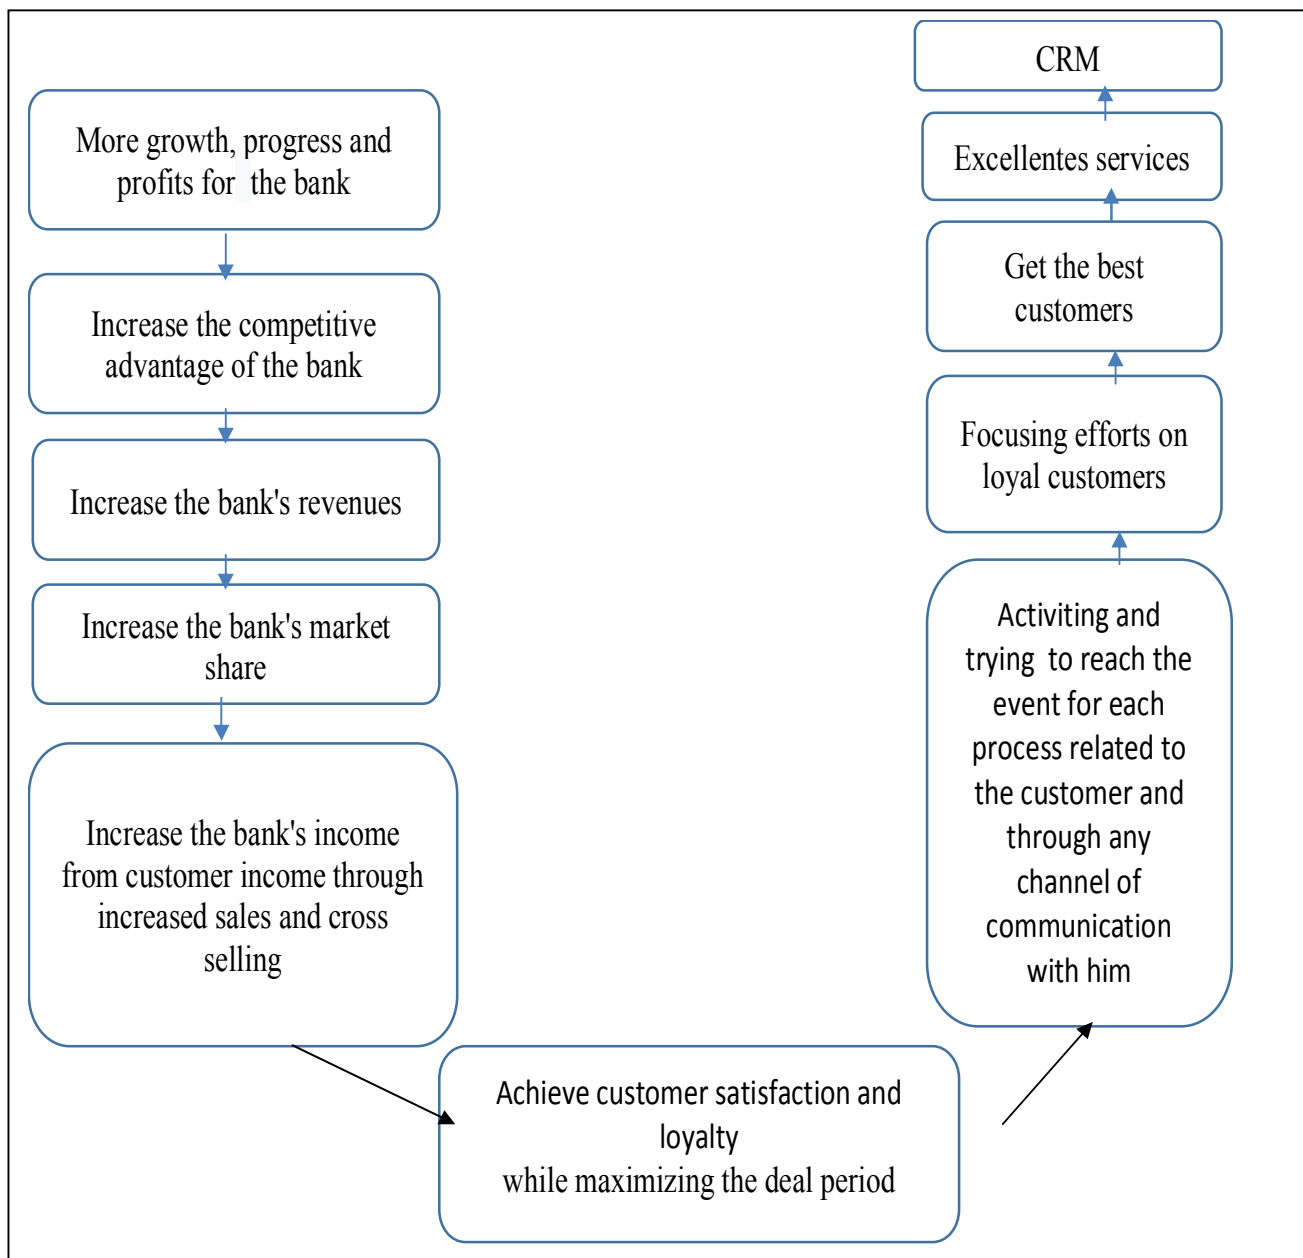 More growth, progress and
profits for the bank
Increase the competitive
advantage of the bank
Increase the bank's revenues
Increase the bank's market
share
Increase the bank's income
from customer income through
increased sales and cross
selling
Achieve customer satisfaction and
loyalty
while maximizing the deal period
CRM
Excellentes services
Get the best
customers
Focusing efforts on
loyal customers
Activiting and
trying to reach the
event for each
process related to
the customer and
through any
channel of
communication
with him